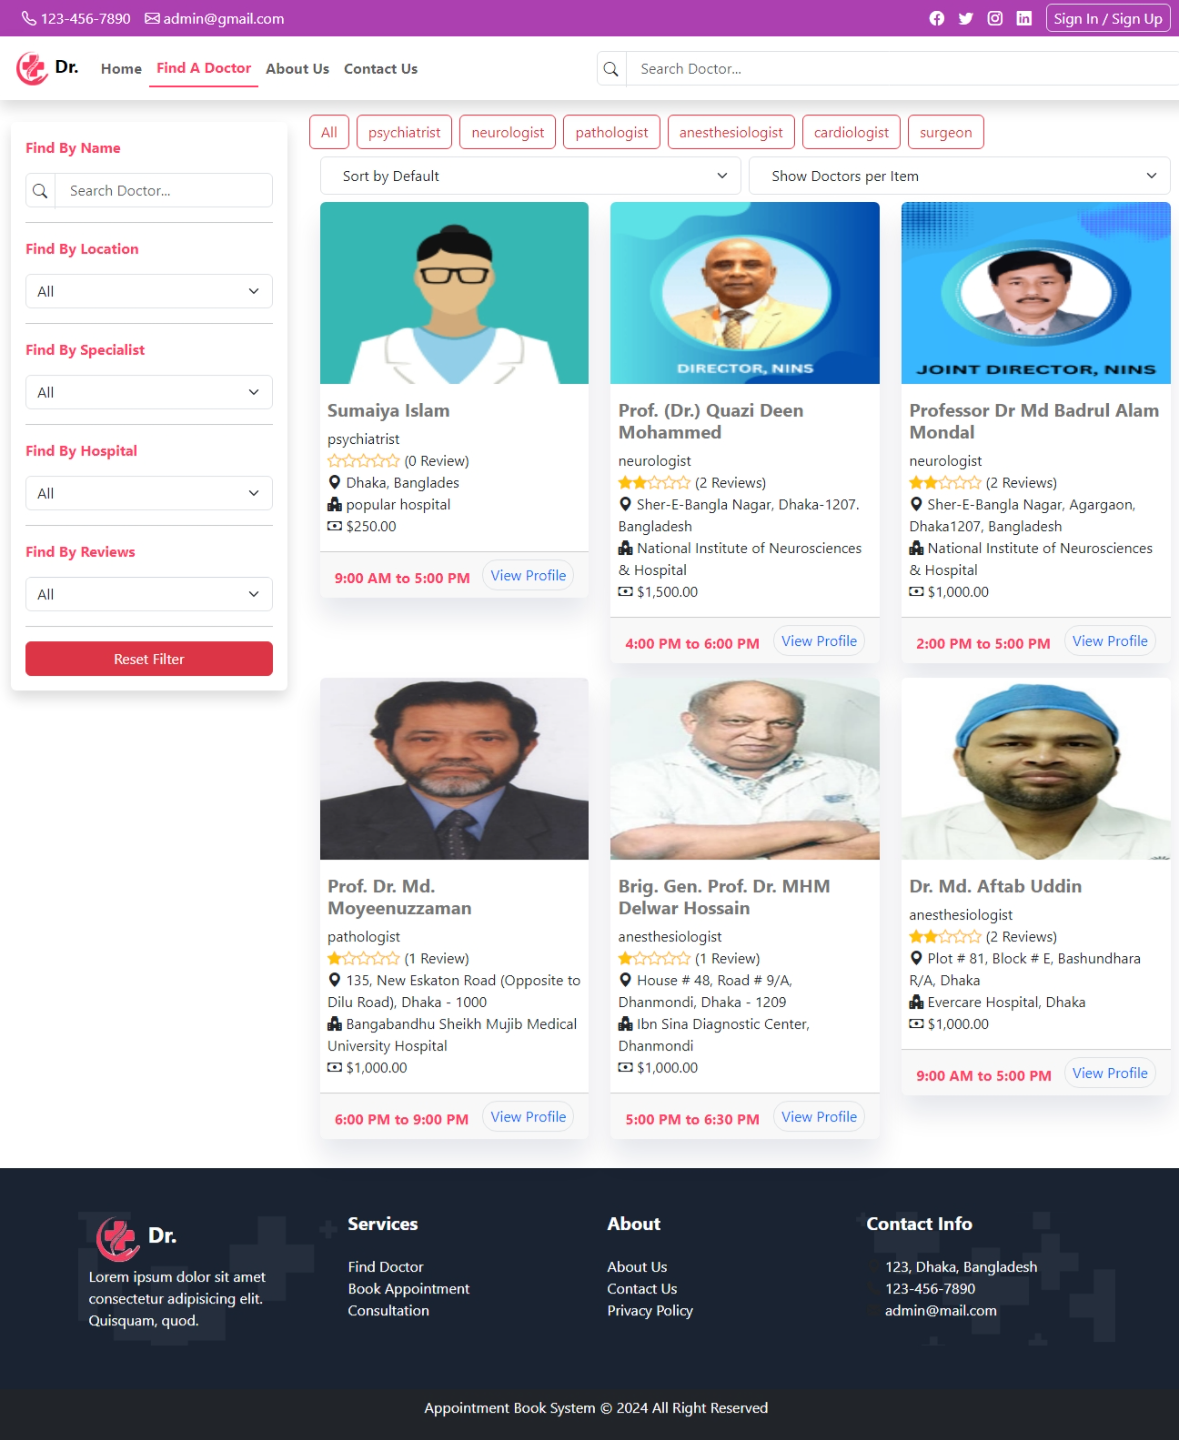 123-456-7890 admin@gmail.com Sign In / Sign Up
Dr. Home Find A Doctor About Us Contact Us Search Doctor...
Find By Name
Search Doctor...
Find By Location
All
Find By Specialist
All
Find By Hospital
All
Find By Reviews
All
Reset Filter
All psychiatrist neurologist pathologist anesthesiologist cardiologist surgeon
Sort by Default Show Doctors per Item
Sumaiya Islam
psychiatrist
(0 Review)
Dhaka, Banglades
popular hospital
$250.00
9:00 AM to 5:00 PM View Profile
DIRECTOR, NINS
Prof. (Dr.) Quazi Deen
Mohammed
neurologist
(2 Reviews)
Sher-E-Bangla Nagar, Dhaka-1207.
Bangladesh
National Institute of Neurosciences
& Hospital
$1,500.00
4:00 PM to 6:00 PM View Profile
JOINT DIRECTOR, NINS
Professor Dr Md Badrul Alam
Mondal
neurologist
(2 Reviews)
Sher-E-Bangla Nagar, Agargaon,
Dhaka1207, Bangladesh
National Institute of Neurosciences
& Hospital
$1,000.00
2:00 PM to 5:00 PM View Profile
Prof. Dr. Md.
Moyeenuzzaman
pathologist
(1 Review)
135, New Eskaton Road (Opposite to
Dilu Road), Dhaka - 1000
Bangabandhu Sheikh Mujib Medical
University Hospital
$1,000.00
6:00 PM to 9:00 PM View Profile
Brig. Gen. Prof. Dr. MHM
Delwar Hossain
anesthesiologist
(1 Review)
House # 48, Road # 9/A,
Dhanmondi, Dhaka - 1209
Ibn Sina Diagnostic Center,
Dhanmondi
$1,000.00
5:00 PM to 6:30 PM View Profile
Dr. Md. Aftab Uddin
anesthesiologist
(2 Reviews)
Plot # 81, Block # E, Bashundhara
R/A, Dhaka
Evercare Hospital, Dhaka
$1,000.00
9:00 AM to 5:00 PM View Profile
Dr.
Lorem ipsum dolor sit amet
consectetur adipisicing elit.
Quisquam, quod.
Services
Find Doctor
Book Appointment
Consultation
About
About Us
Contact Us
Privacy Policy
Contact Info
123, Dhaka, Bangladesh
123-456-7890
admin@mail.com
Appointment Book System © 2024 All Right Reserved